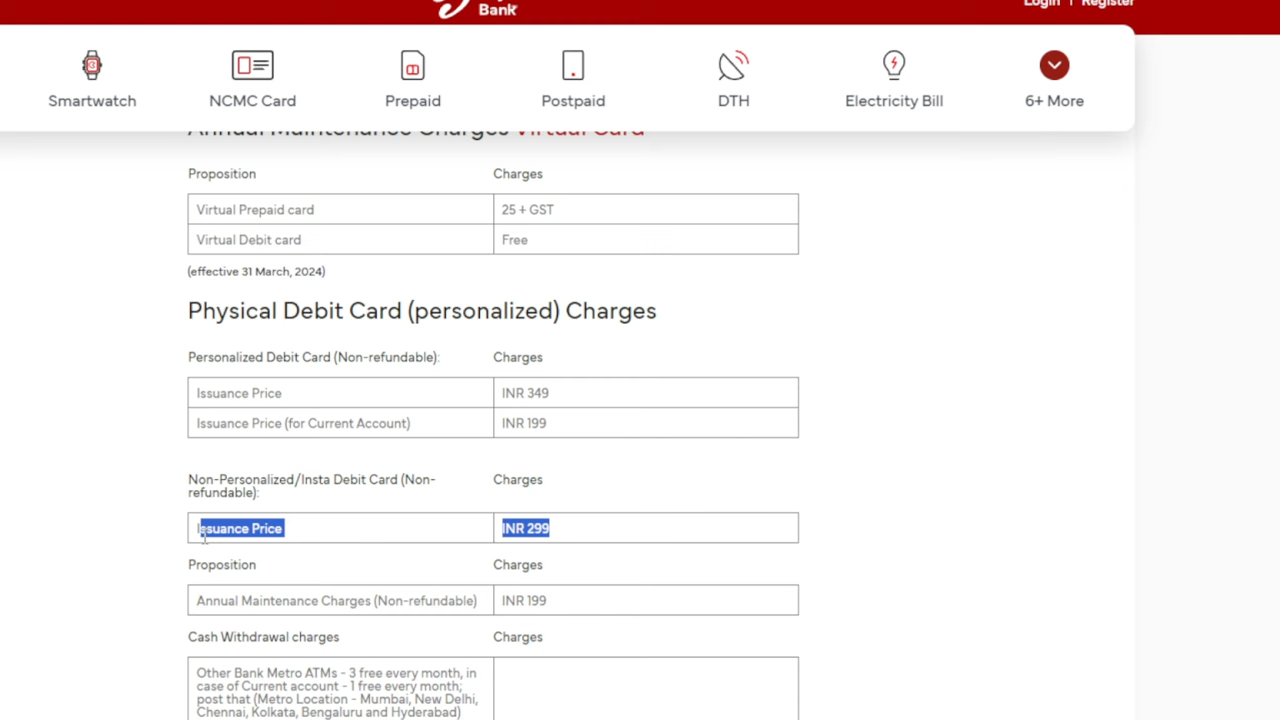 Bank
Login | Register
Smartwatch
NCMC Card
Prepaid
Postpaid
DTH
Electricity Bill
6+ More
Annual Maintenance Charges Virtual Card
Proposition Charges
Virtual Prepaid card 25 + GST
Virtual Debit card Free
(effective 31 March, 2024)
Physical Debit Card (personalized) Charges
Personalized Debit Card (Non-refundable): Charges
Issuance Price INR 349
Issuance Price (for Current Account) INR 199
Non-Personalized/Insta Debit Card (Non- Charges
refundable):
Issuance Price INR 299
Proposition Charges
Annual Maintenance Charges (Non-refundable) INR 199
Cash Withdrawal charges Charges
Other Bank Metro ATMs - 3 free every month, in
case of Current account - 1 free every month;
post that (Metro Location - Mumbai, New Delhi,
Chennai, Kolkata, Bengaluru and Hyderabad)